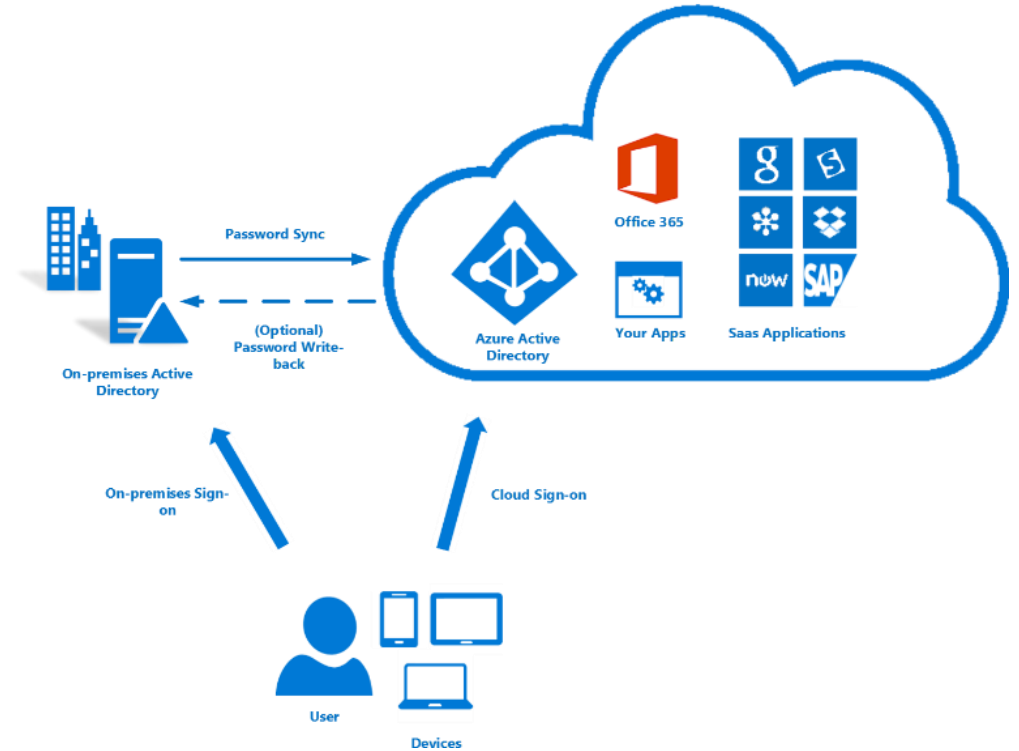 Office 365
Password Sync
(Optional)
Password Write-
back
Azure Active
Directory
Your Apps
g
S
now
SAP
Saas Applications
On-premises Active
Directory
On-premises Sign-
on
Cloud Sign-on
User
Devices